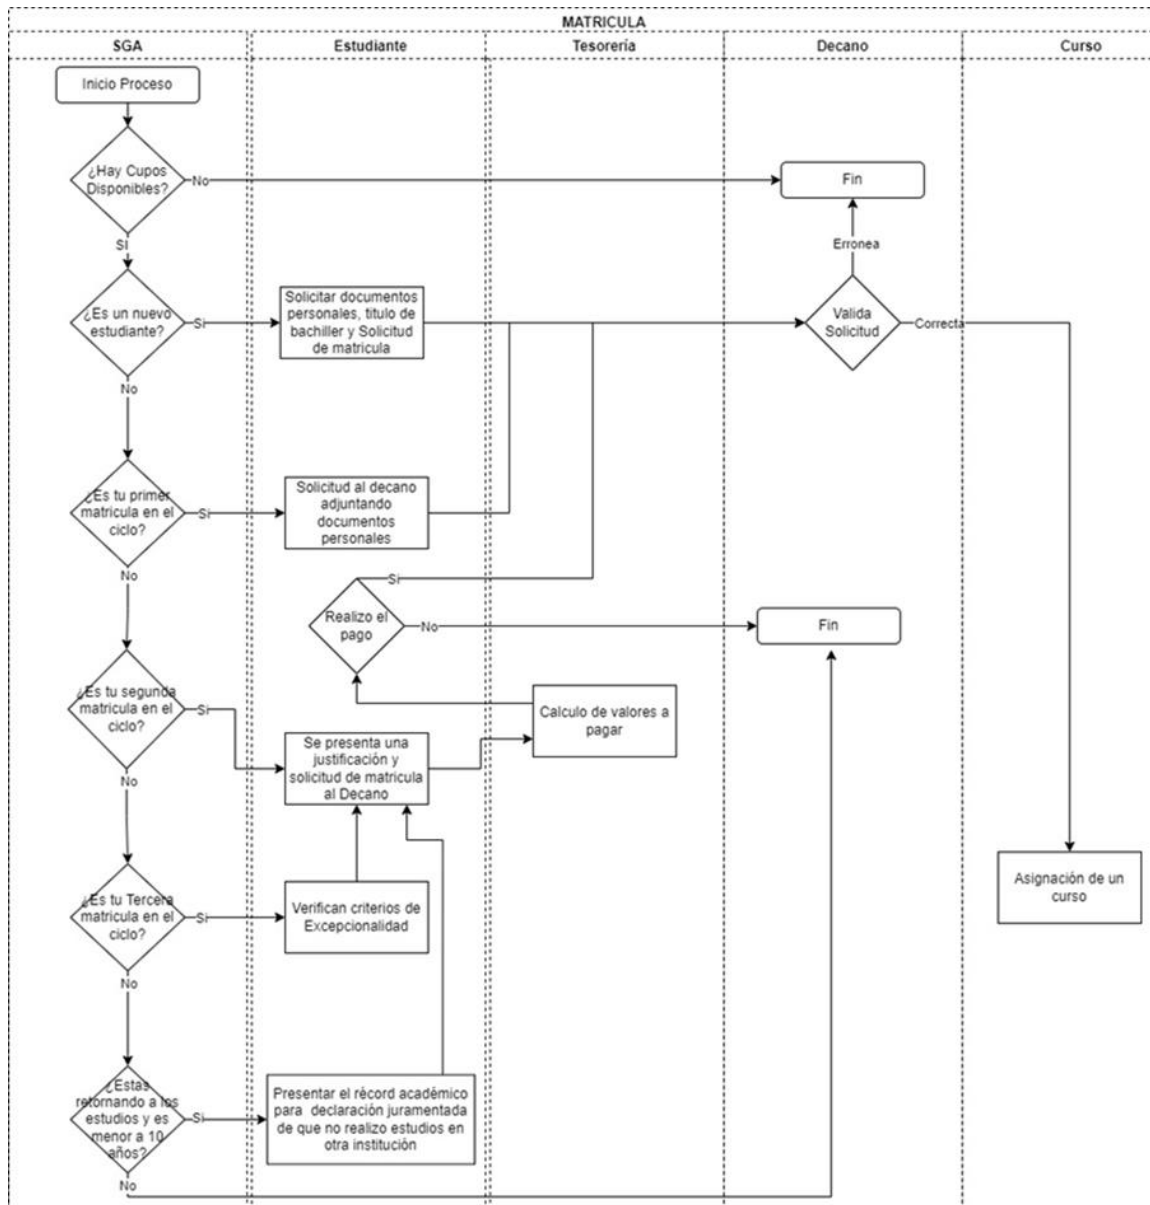 MATRICULA
SGA
Estudiante
Tesorería
Decano
Curso
Inicio Proceso
¿Hay Cupos
Disponibles?
No
Fin
SI
Erronea
¿Es un nuevo
estudiante?
Si
Solicitar documentos
personales, titulo de
bachiller y Solicitud
de matricula
Valida
Solicitud
Correcta
No
¿Es tu primer
matricula en el
ciclo?
Si
Solicitud al decano
adjuntando
documentos
personales
No
Si
Realizo el
pago
No
Fin
¿Es tu segunda
matricula en el
ciclo?
Si
Calculo de valores a
pagar
Se presenta una
justificación y
solicitud de matricula
al Decano
No
¿Es tu Tercera
matricula en el
ciclo?
Si
Verifican criterios de
Excepcionalidad
Asignación de un
curso
No
¿Estas
retornando a los
estudios y es
menor a 10
años?
Si
Presentar el récord académico
para declaración juramentada
de que no realizo estudios en
otra institución
No